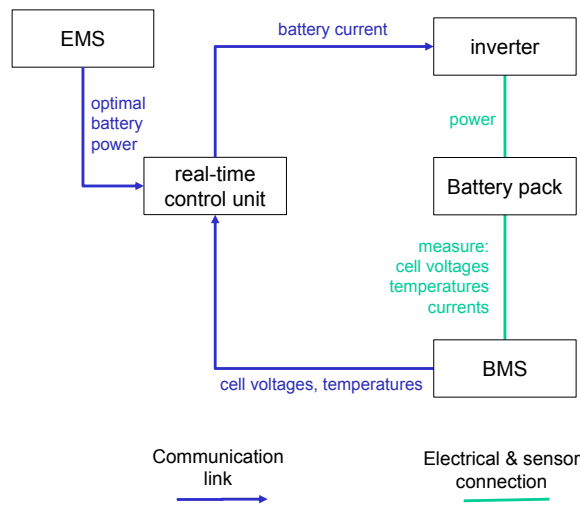 EMS
battery current
inverter
optimal
battery
power
power
real-time
control unit
Battery pack
measure:
cell voltages
temperatures
currents
BMS
cell voltages, temperatures
Communication
link
Electrical & sensor
connection